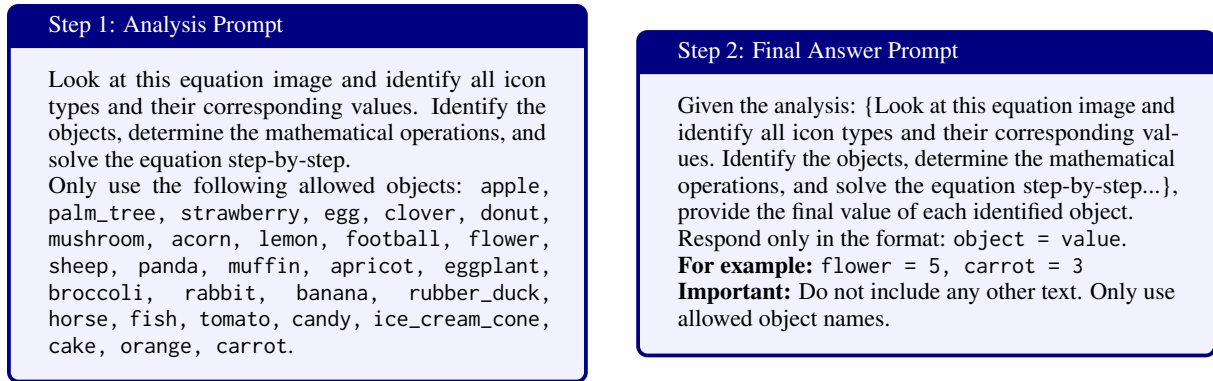 Step 1: Analysis Prompt
Look at this equation image and identify all icon
types and their corresponding values. Identify the
objects, determine the mathematical operations, and
solve the equation step-by-step.
Only use the following allowed objects: apple,
palm_tree, strawberry, egg, clover, donut,
mushroom, acorn, lemon, football, flower,
sheep, panda, muffin, apricot, eggplant,
broccoli, rabbit, banana, rubber_duck,
horse, fish, tomato, candy, ice_cream_cone,
cake, orange, carrot.
Step 2: Final Answer Prompt
Given the analysis: {Look at this equation image and
identify all icon types and their corresponding val-
ues. Identify the objects, determine the mathematical
operations, and solve the equation step-by-step...},
provide the final value of each identified object.
Respond only in the format: object = value.
For example: flower = 5, carrot = 3
Important: Do not include any other text. Only use
allowed object names.